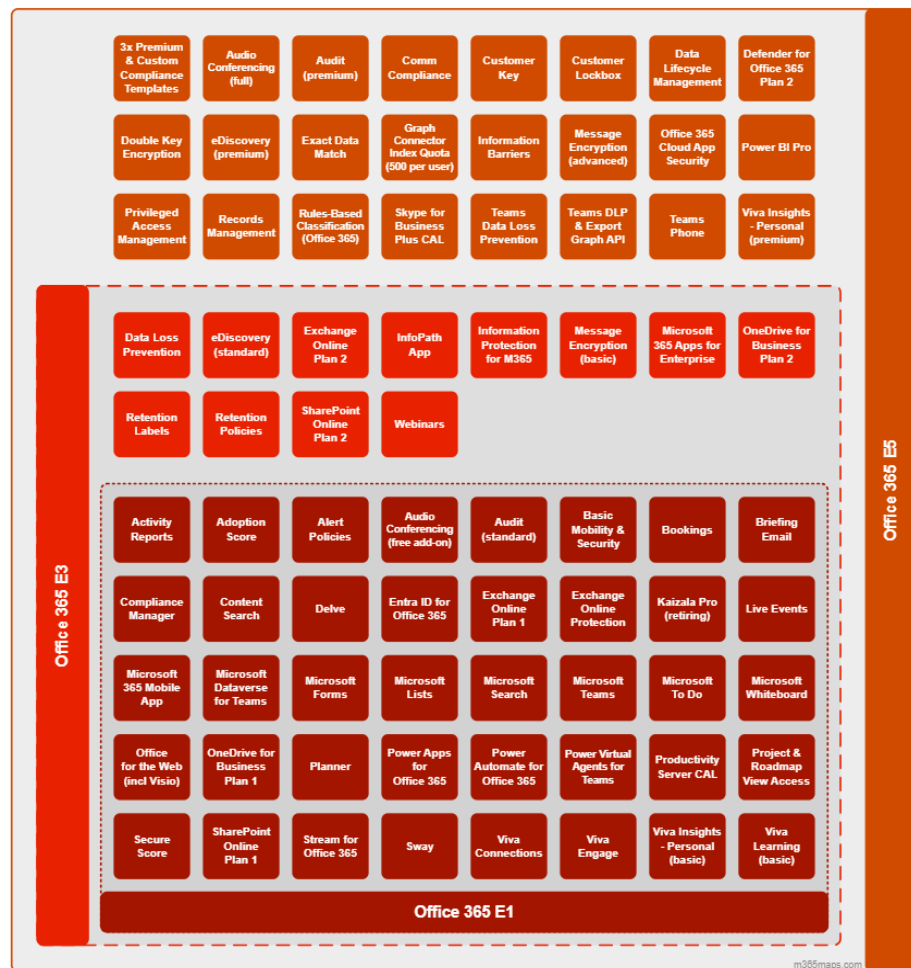 3x Premium
& Custom
Compliance
Templates
Audio
Conferencing
(full)
Audit
(premium)
Comm
Compliance
Customer
Key
Customer
Lockbox
Data
Lifecycle
Management
Defender for
Office 365
Plan 2
Double Key
Encryption
eDiscovery
(premium)
Exact Data
Match
Graph
Connector
Index Quota
(500 per user)
Information
Barriers
Message
Encryption
(advanced)
Office 365
Cloud App
Security
Power BI Pro
Privileged
Access
Management
Records
Management
Rules-Based
Classification
(Office 365)
Skype for
Business
Plus CAL
Teams
Data Loss
Prevention
Teams DLP
& Export
Graph API
Teams
Phone
Viva Insights
- Personal
(premium)
Office 365 E5
Office 365 E3
Data Loss
Prevention
eDiscovery
(standard)
Exchange
Online
Plan 2
InfoPath
App
Information
Protection
for M365
Message
Encryption
(basic)
Microsoft
365 Apps for
Enterprise
OneDrive for
Business
Plan 2
Retention
Labels
Retention
Policies
SharePoint
Online
Plan 2
Webinars
Activity
Reports
Adoption
Score
Alert
Policies
Audio
Conferencing
(free add-on)
Audit
(standard)
Basic
Mobility &
Security
Bookings
Briefing
Email
Compliance
Manager
Content
Search
Delve
Entra ID for
Office 365
Exchange
Online
Plan 1
Exchange
Online
Protection
Kaizala Pro
(retiring)
Live Events
Microsoft
365 Mobile
App
Microsoft
Dataverse
for Teams
Microsoft
Forms
Microsoft
Lists
Microsoft
Search
Microsoft
Teams
Microsoft
To Do
Microsoft
Whiteboard
Office
for the Web
(incl Visio)
OneDrive for
Business
Plan 1
Planner
Power Apps
for
Office 365
Power
Automate for
Office 365
Power Virtual
Agents for
Teams
Productivity
Server CAL
Project &
Roadmap
View Access
Secure
Score
SharePoint
Online
Plan 1
Stream for
Office 365
Sway
Viva
Connections
Viva
Engage
Viva Insights
- Personal
(basic)
Viva
Learning
(basic)
Office 365 E1
m365maps.com